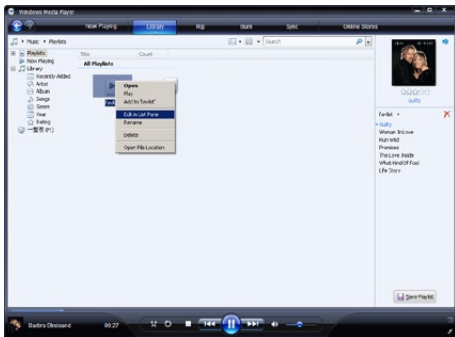 Windows Media Player
Now Playing Library Rip Burn Sync Online Stores
Music Playlists
Search
Playlists
Now Playing
Library
Recently Added
Artist
Album
Songs
Genre
Year
Rating
Title Count
All Playlists
Open
Play
Add to 'favlist'
Edit in List Pane
Rename
Delete
Open File Location
Guilty
favlist
Guilty
Woman In Love
Run Wild
Promises
The Love Inside
What Kind Of Fool
Life Story
Save Playlist
Barbra Streisand 00:27